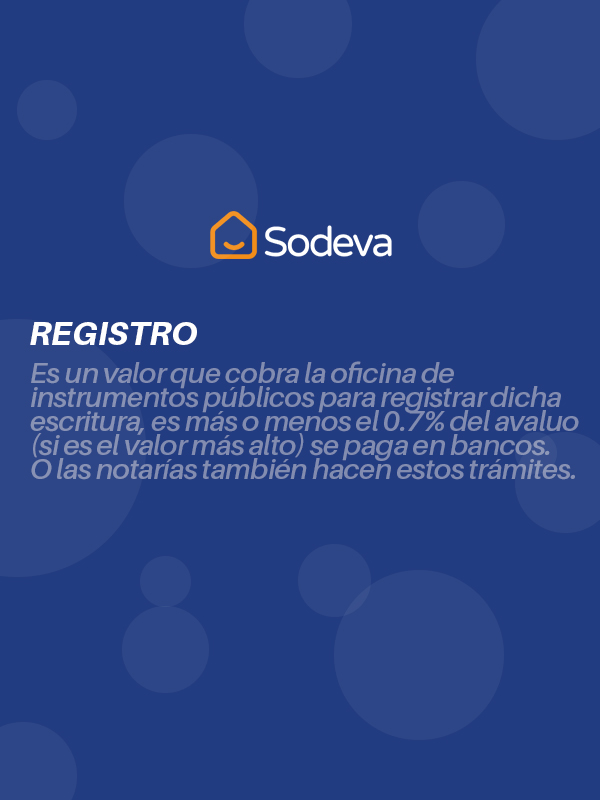 Sodeva
REGISTRO
Es un valor que cobra la oficina de
instrumentos públicos para registrar dicha
escritura, es más o menos el 0.7% del avaluo
(si es el valor más alto) se paga en bancos.
O las notarías también hacen estos trámites.